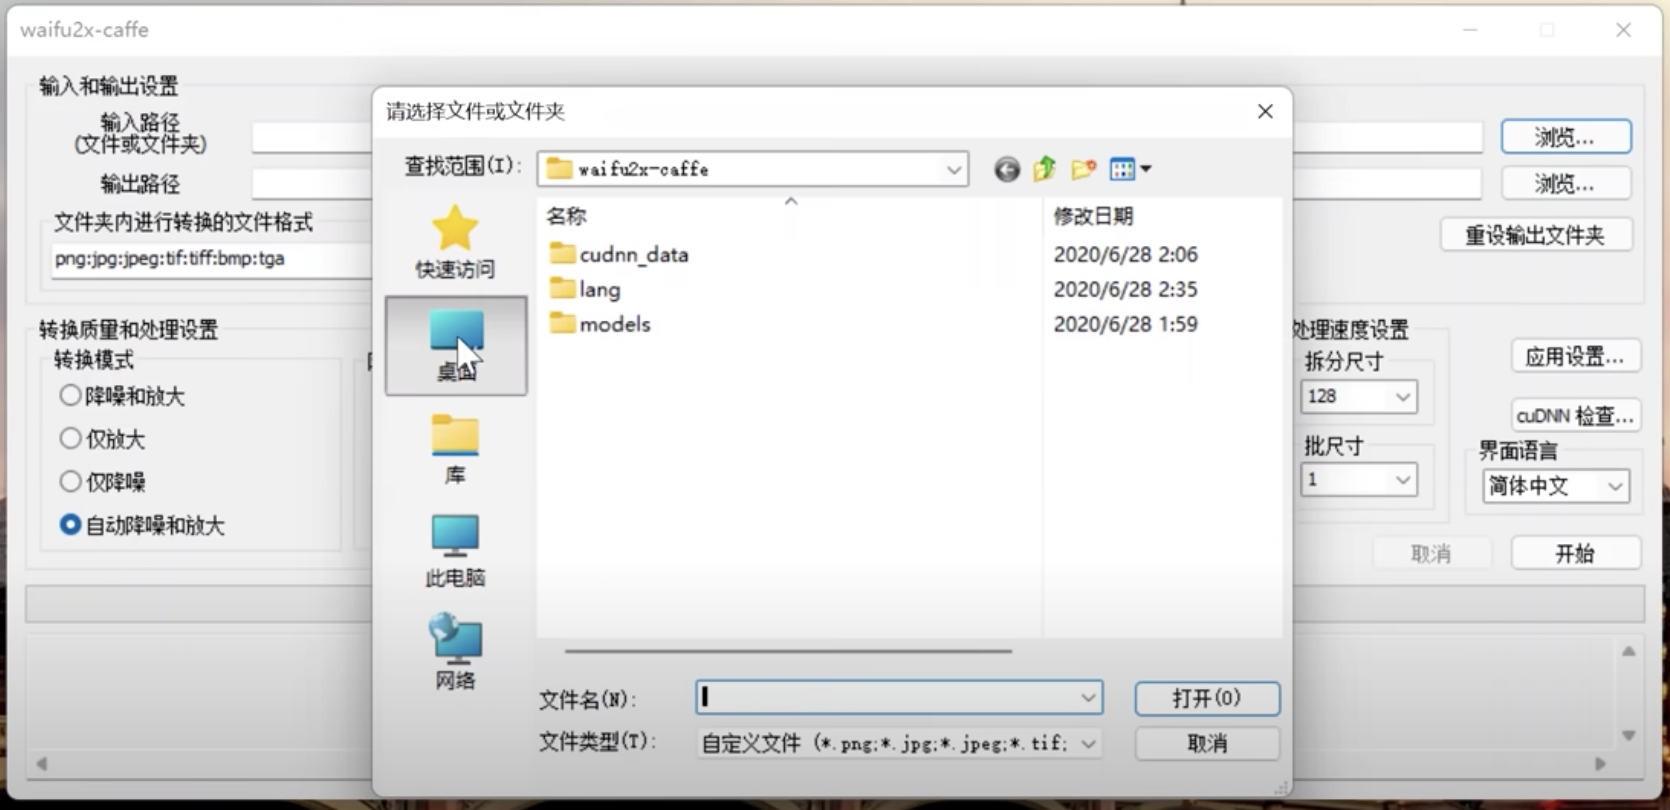 waifu2x-caffe
输入和输出设置
输入路径
(文件或文件夹)
浏览...
输出路径
浏览...
文件夹内进行转换的文件格式
重设输出文件夹
png:jpg:jpeg:tif:tiff:bmp:tga
转换质量和处理设置
转换模式
降噪和放大
仅放大
仅降噪
自动降噪和放大
处理速度设置
拆分尺寸
128
批尺寸
1
应用设置...
cuDNN 检查...
界面语言
简体中文
取消
开始
请选择文件或文件夹
查找范围(I):
waifu2x-caffe
快速访问
桌面
库
此电脑
网络
名称
修改日期
cudnn_data
2020/6/28 2:06
lang
2020/6/28 2:35
models
2020/6/28 1:59
文件名(N):
打开(O)
文件类型(T):
自定义文件 (*.png;*.jpg;*.jpeg;*.tif;
取消